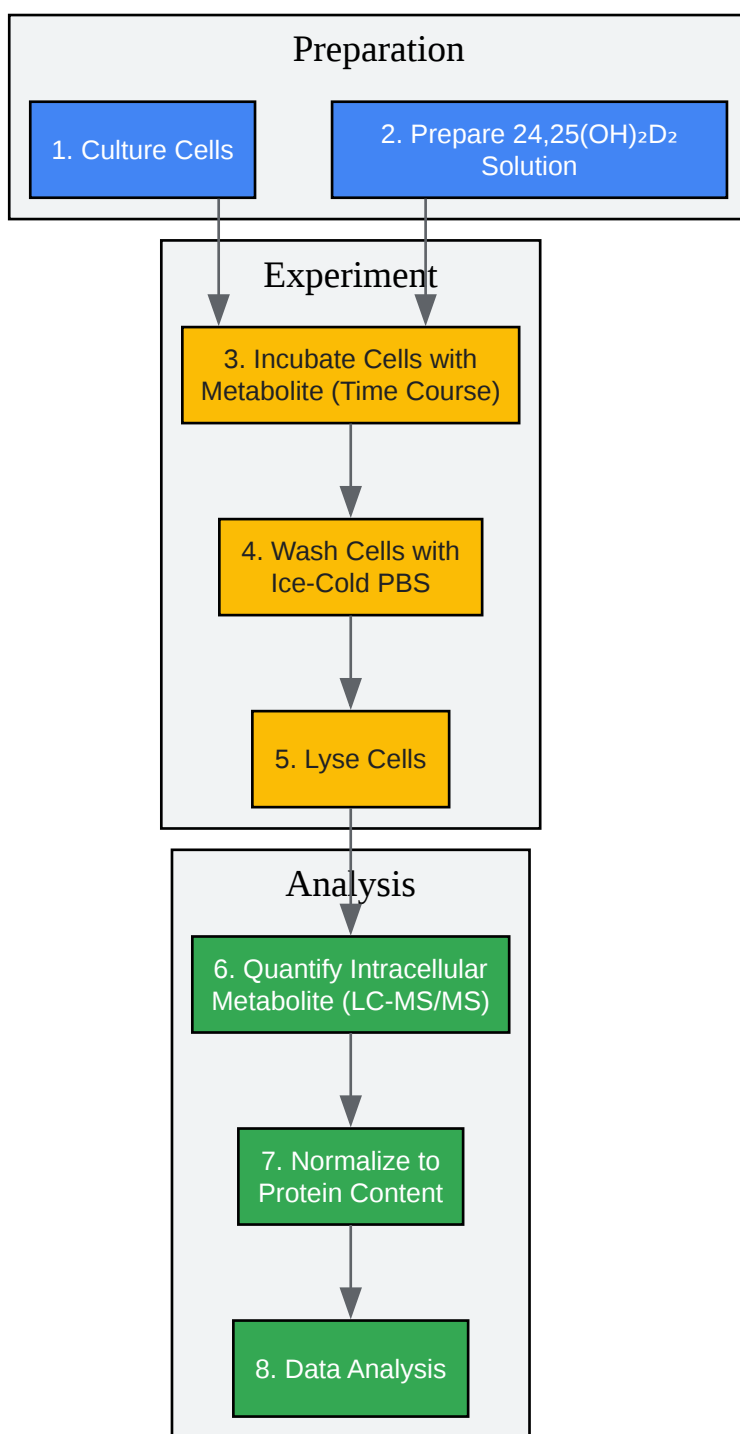 Preparation
1. Culture Cells
2. Prepare 24,25(OH)₂D₂
Solution
Experiment
3. Incubate Cells with
Metabolite (Time Course)
4. Wash Cells with
Ice-Cold PBS
5. Lyse Cells
Analysis
6. Quantify Intracellular
Metabolite (LC-MS/MS)
7. Normalize to
Protein Content
8. Data Analysis